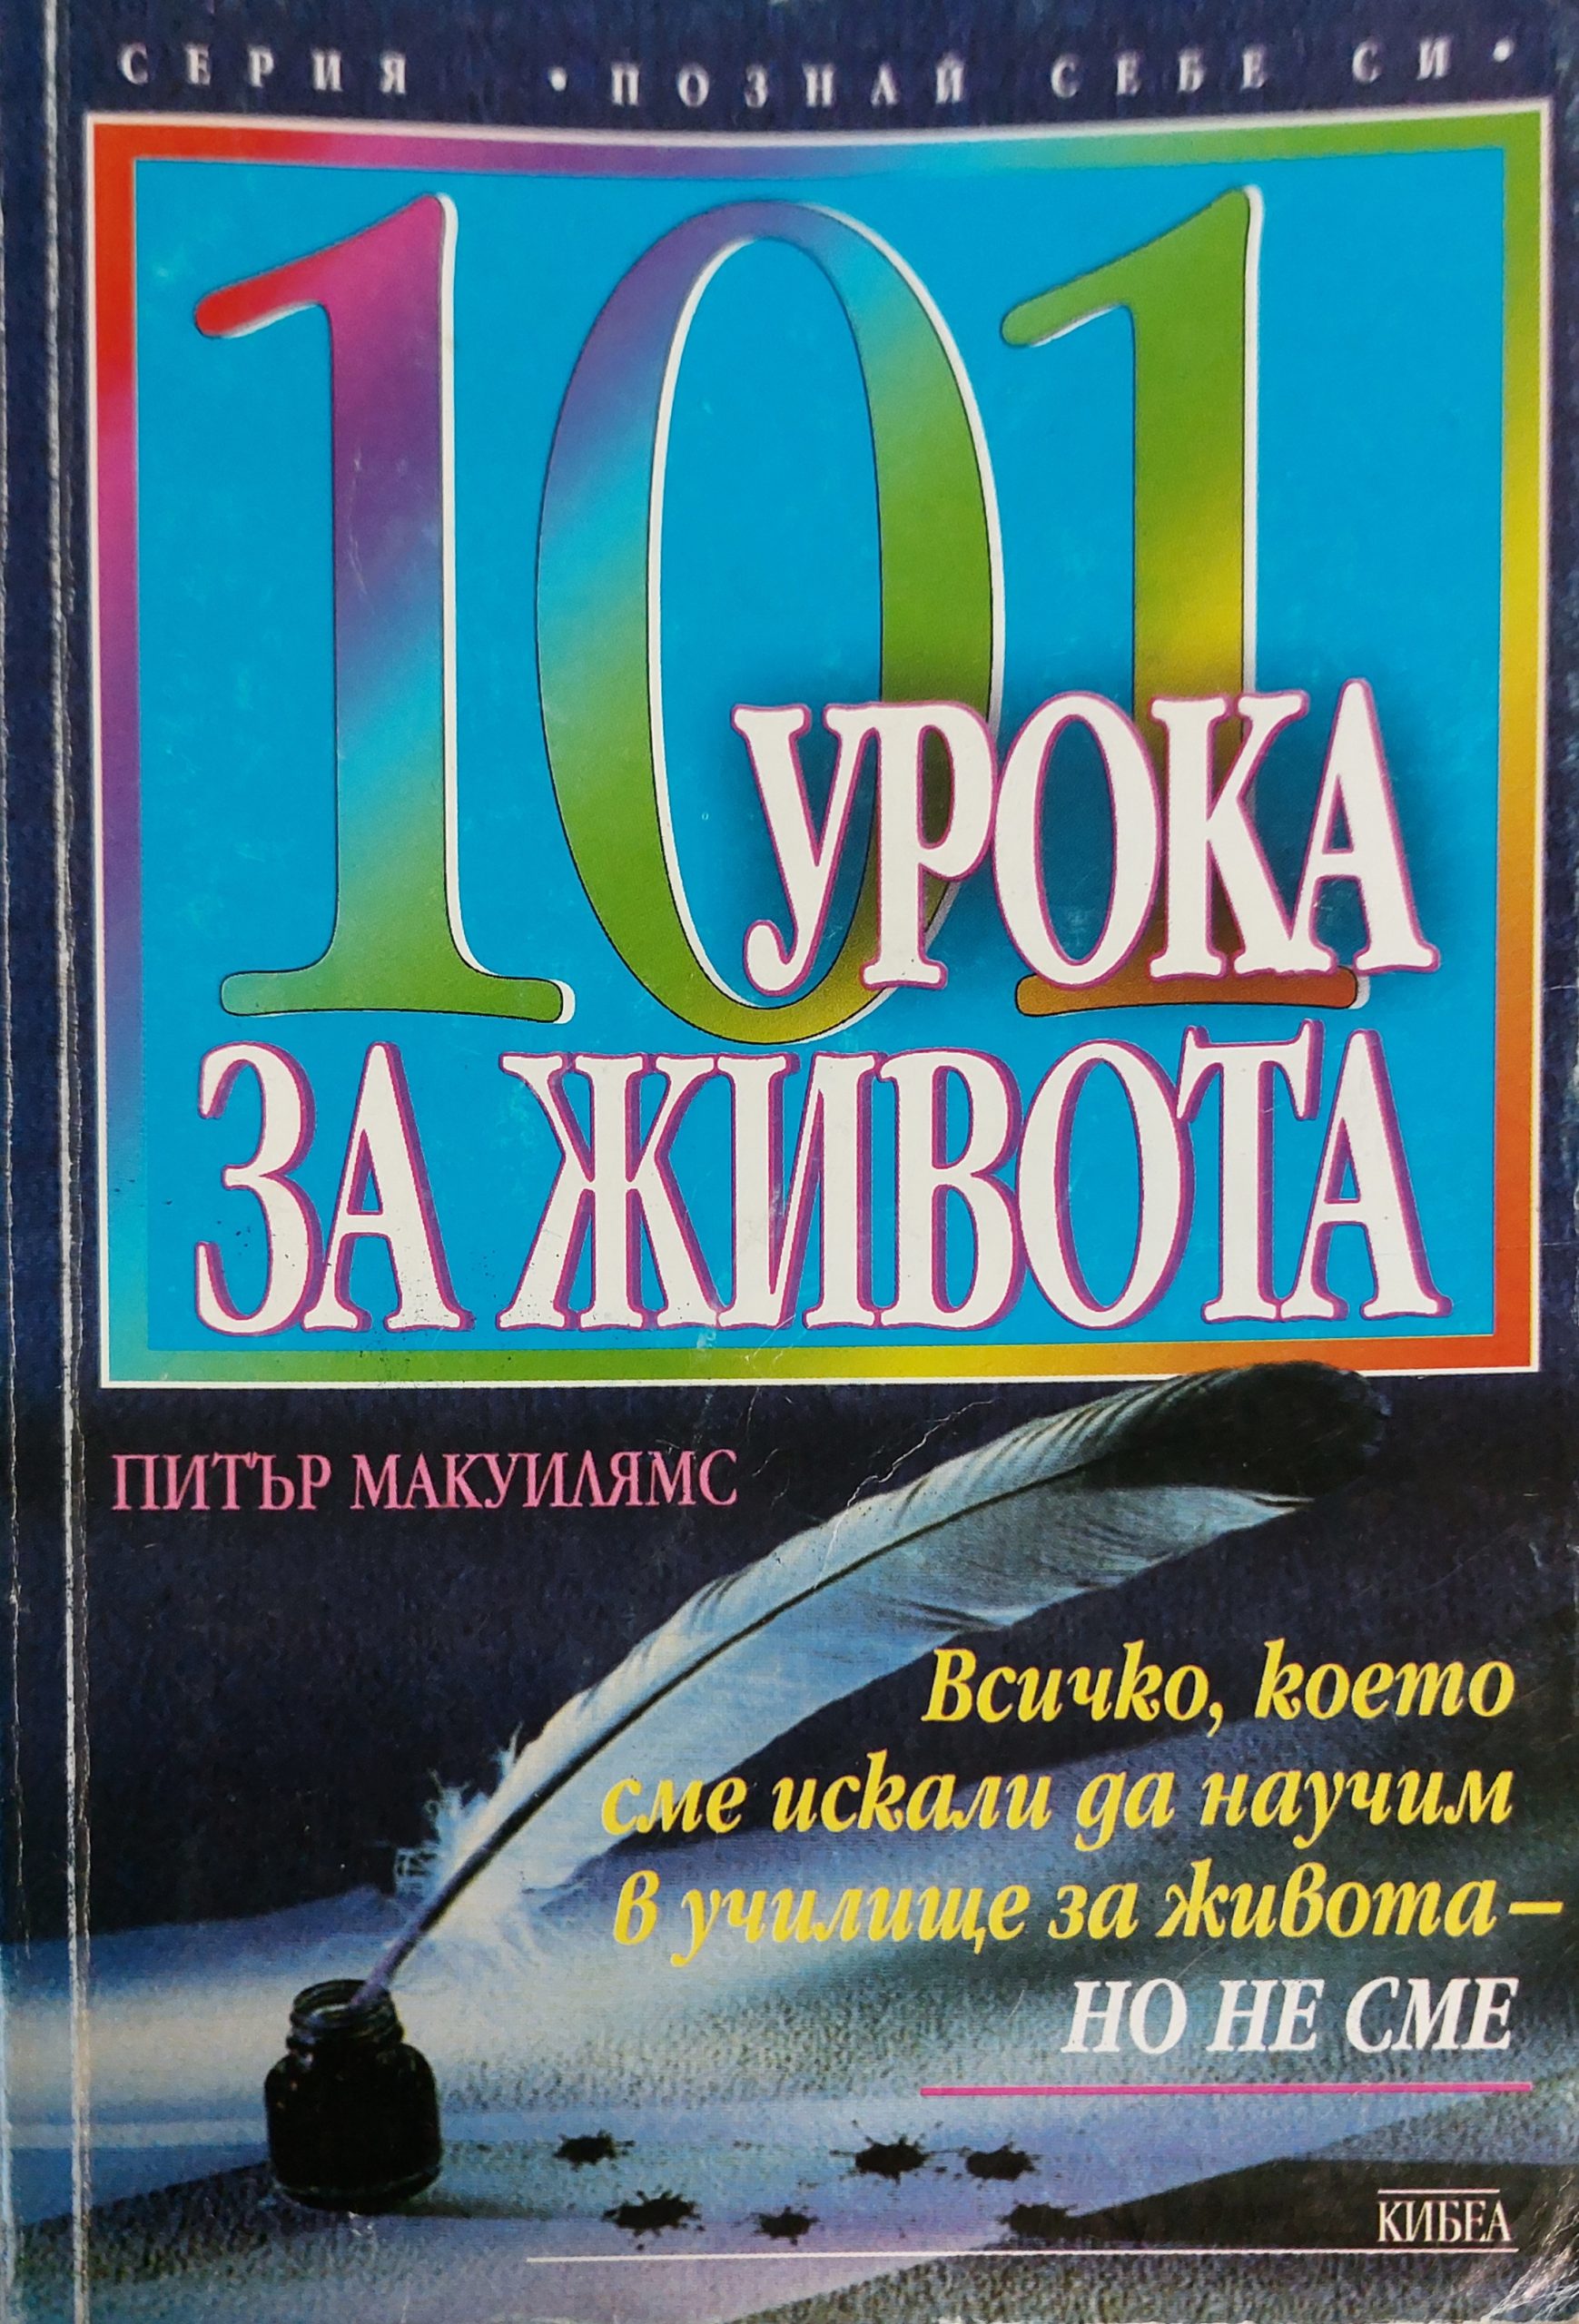 СЕРИЯ • ПОЗНАЙ СЕБЕ СИ •
101
УРОКА
ЗА ЖИВОТА
ПИТЪР МАКУИЛЯМС
Всичко, което
сме искали да научим
в училище за живота –
НО НЕ СМЕ
КИБЕА